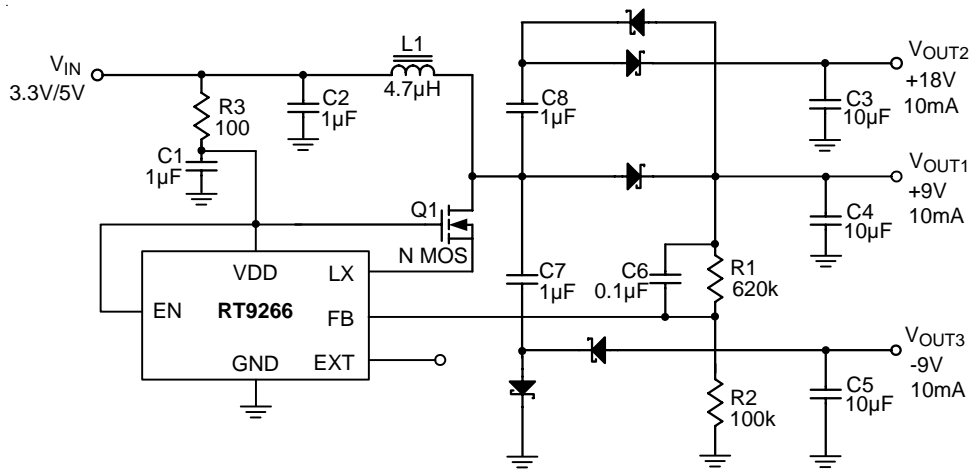 L1
4.7µH
VIN
3.3V/5V
R3
100
C2
1µF
C1
1µF
C8
1µF
VOUT2
+18V
10mA
C3
10µF
VOUT1
+9V
10mA
C4
10µF
Q1
N MOS
VDD
LX
EN
RT9266
FB
GND
EXT
C7
1µF
C6
0.1µF
R1
620k
R2
100k
VOUT3
-9V
10mA
C5
10µF